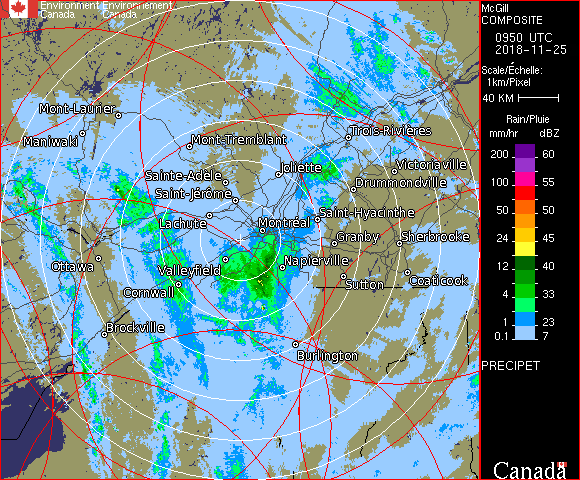 Environment Environnement
Canada Canada
McGill
COMPOSITE
0950 UTC
2018-11-25
Scale/Échelle:
1km/Pixel
40 KM
Rain/Pluie
mm/hr dBZ
200 60
100 55
50 50
24 45
12 40
4 33
1 23
0.1 7
PRECIPET
Canada
Mont-Laurier
Maniwaki
Mont-Tremblant
Trois-Rivières
Sainte-Adele
Joliette
Victoriaville
Saint-Jérôme
Drummondville
Lachute
Montréal
Saint-Hyacinthe
Granby
Sherbrooke
Ottawa
Valleyfield
Napierville
Cornwall
Sutton
Coaticook
Brockville
Burlington